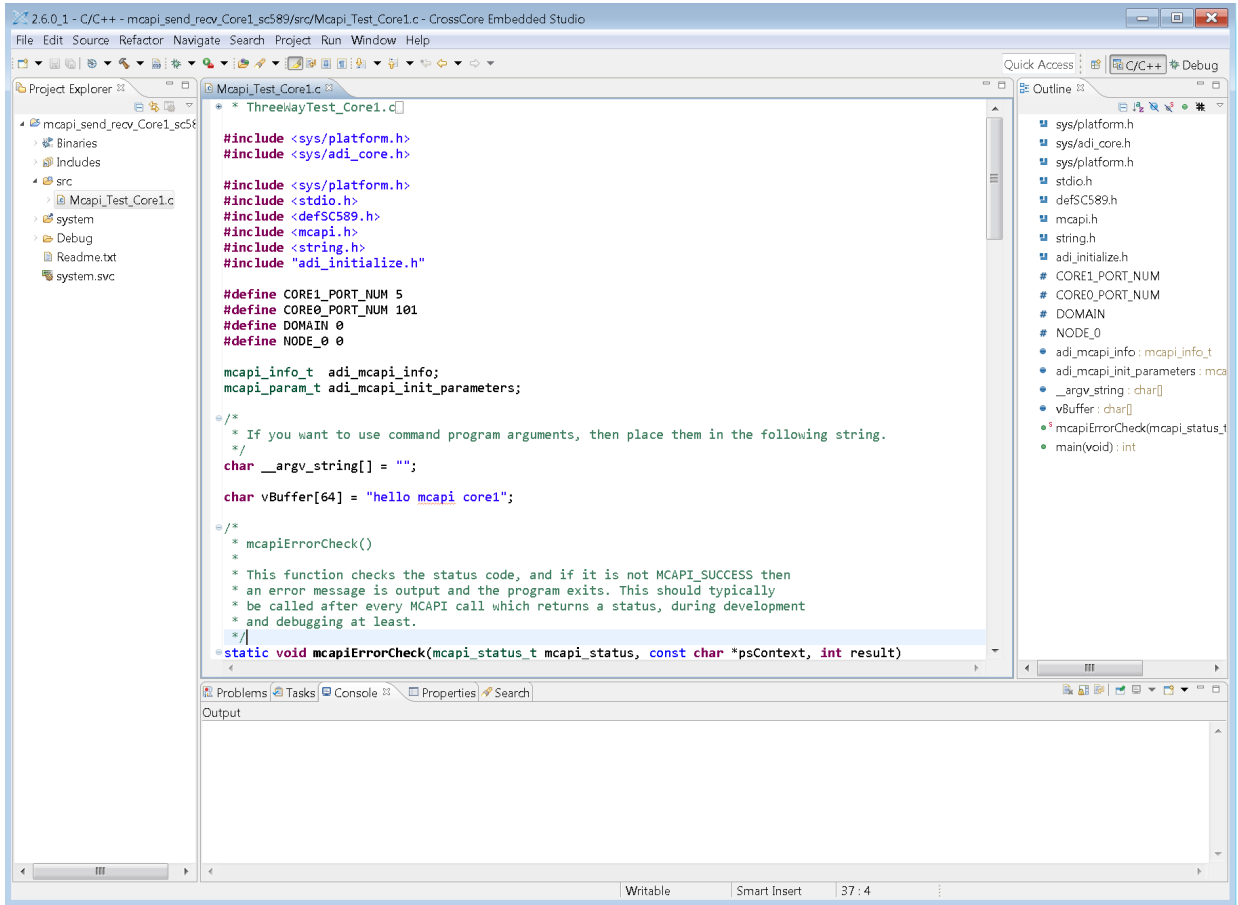 2.6.0_1 - C/C++ - mcapi_send_recv_Core1_sc589/src/Mcapi_Test_Core1.c - CrossCore Embedded Studio
File Edit Source Refactor Navigate Search Project Run Window Help
Quick Access C/C++ Debug
Project Explorer
mcapi_send_recv_Core1_sc58
Binaries
Includes
src
Mcapi_Test_Core1.c
system
Debug
Readme.txt
system.svc
Mcapi_Test_Core1.c
* ThreeWayTest_Core1.c
#include <sys/platform.h>
#include <sys/adi_core.h>
#include <sys/platform.h>
#include <stdio.h>
#include <defSC589.h>
#include <mcapi.h>
#include <string.h>
#include "adi_initialize.h"
#define CORE1_PORT_NUM 5
#define CORE0_PORT_NUM 101
#define DOMAIN 0
#define NODE_0 0
mcapi_info_t  adi_mcapi_info;
mcapi_param_t adi_mcapi_init_parameters;
/*
* If you want to use command program arguments, then place them in the following string.
*/
char __argv_string[] = "";
char vBuffer[64] = "hello mcapi core1";
/*
* mcapiErrorCheck()
*
* This function checks the status code, and if it is not MCAPI_SUCCESS then
* an error message is output and the program exits. This should typically
* be called after every MCAPI call which returns a status, during development
* and debugging at least.
*/
static void mcapiErrorCheck(mcapi_status_t mcapi_status, const char *psContext, int result)
Outline
sys/platform.h
sys/adi_core.h
sys/platform.h
stdio.h
defSC589.h
mcapi.h
string.h
adi_initialize.h
# CORE1_PORT_NUM
# CORE0_PORT_NUM
# DOMAIN
# NODE_0
adi_mcapi_info : mcapi_info_t
adi_mcapi_init_parameters : mca
__argv_string : char[]
vBuffer : char[]
mcapiErrorCheck(mcapi_status_t
main(void) : int
Problems Tasks Console Properties Search
Output
Writable Smart Insert 37 : 4